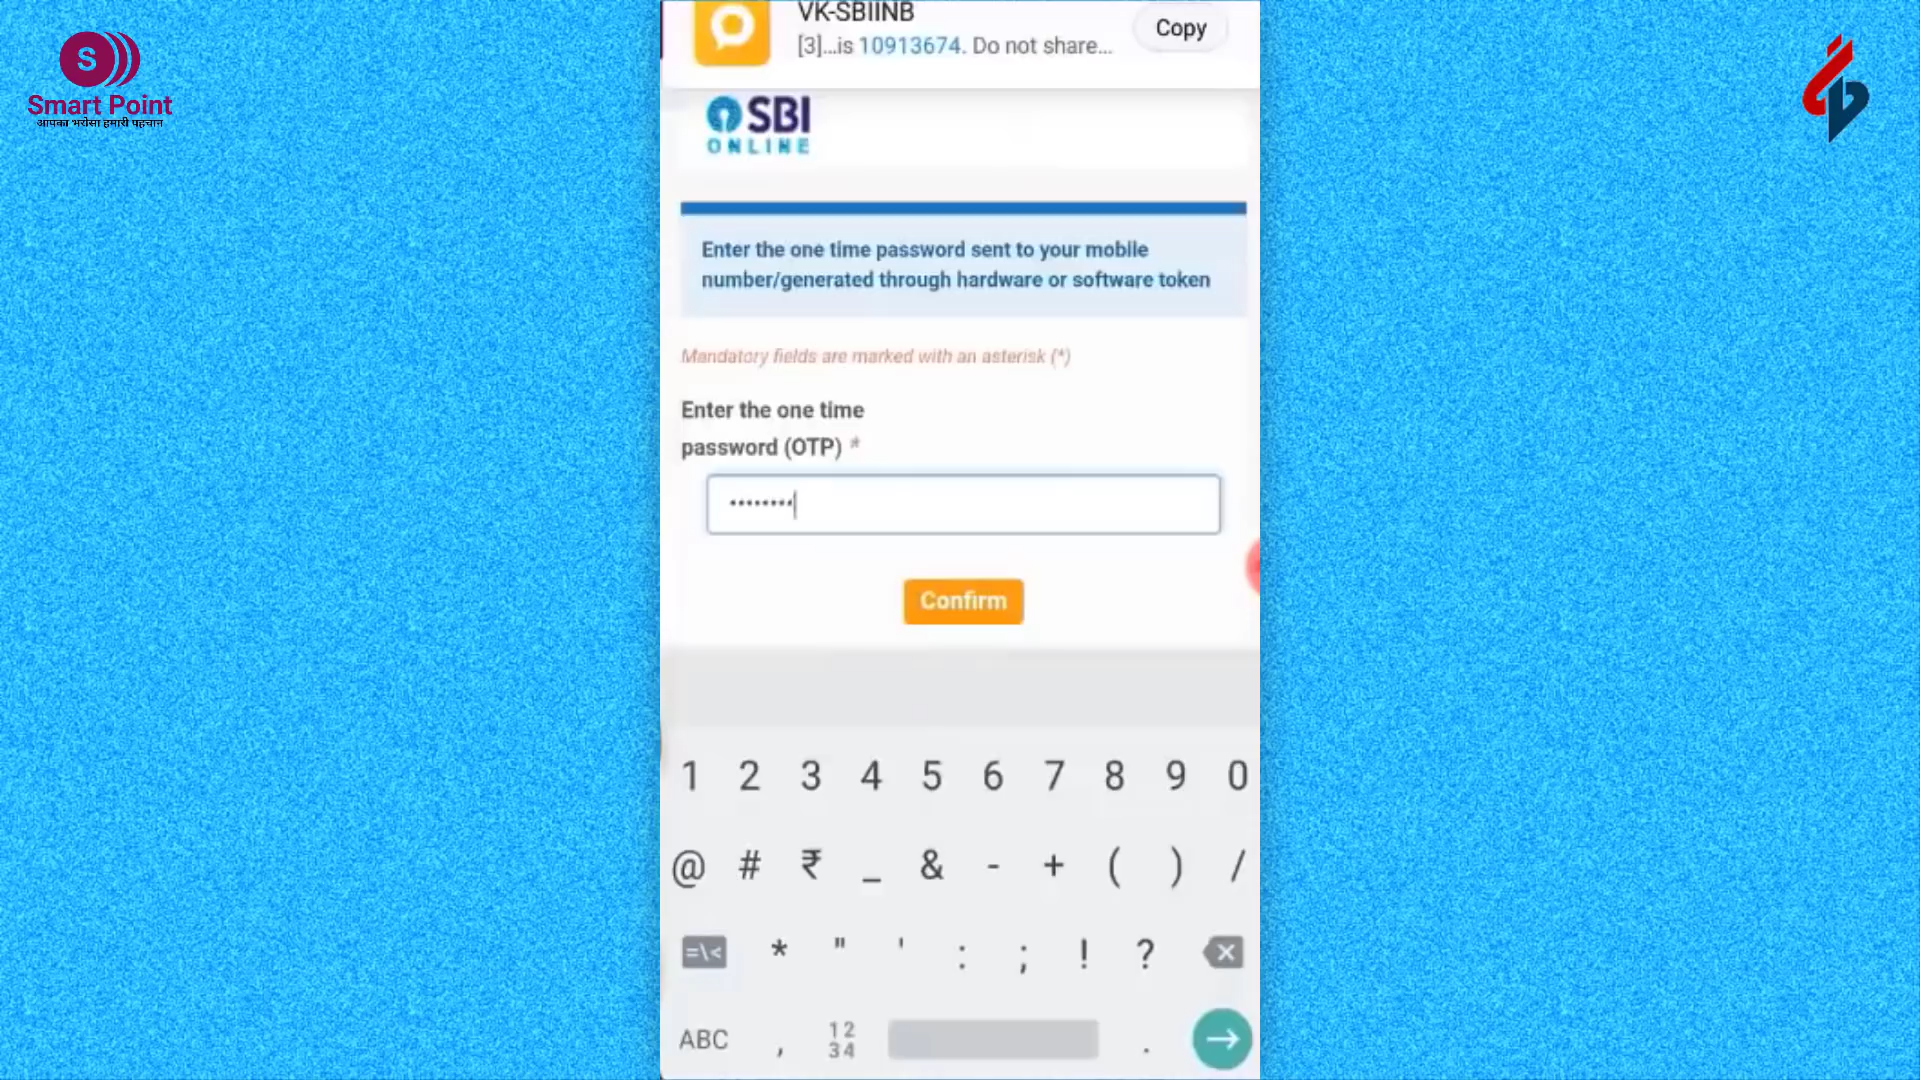 S
Smart Point
आपका भरोसा हमारी पहचान
VK-SBIINB
[3]...is 10913674. Do not share...
Copy
SBI
ONLINE
Enter the one time password sent to your mobile
number/generated through hardware or software token
Mandatory fields are marked with an asterisk (*)
Enter the one time
password (OTP) *
••••••••
Confirm
1 2 3 4 5 6 7 8 9 0
@ # ₹ _ & - + ( ) /
=\< * " ' : ; ! ?
ABC , 12 34 .